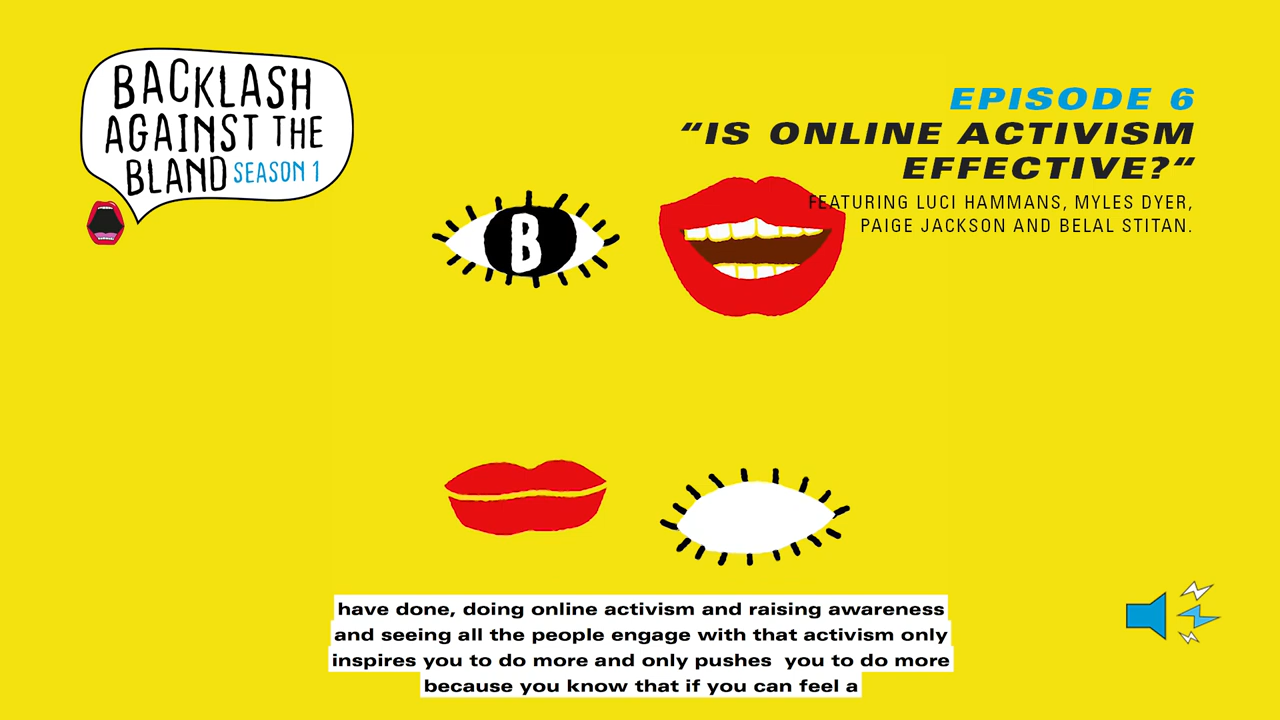 BACKLASH
AGAINST THE
BLAND SEASON 1
EPISODE 6
“IS ONLINE ACTIVISM
EFFECTIVE?“
FEATURING LUCI HAMMANS, MYLES DYER,
PAIGE JACKSON AND BELAL STITAN.
B
have done, doing online activism and raising awareness
and seeing all the people engage with that activism only
inspires you to do more and only pushes  you to do more
because you know that if you can feel a